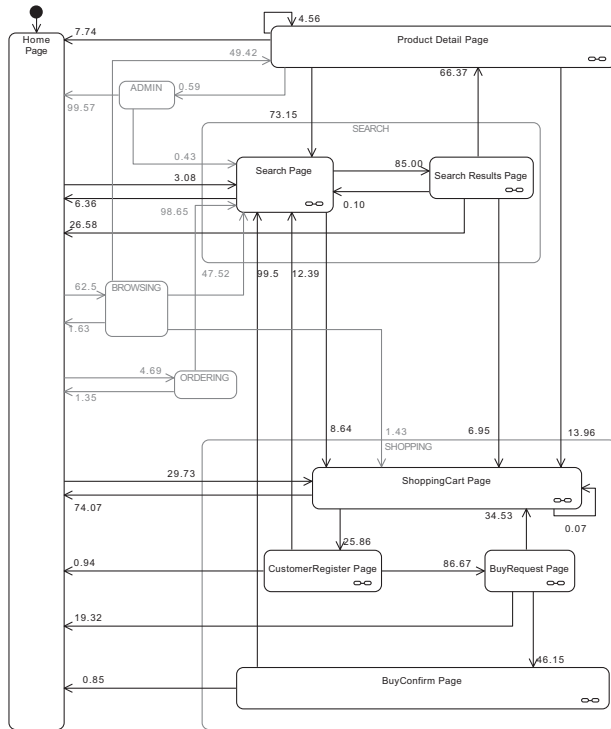 4.56
7.74
Home
Page
Product Detail Page
49.42
66.37
ADMIN
0.59
99.57
73.15
SEARCH
0.43
Search Page
85.00
Search Results Page
3.08
6.36
98.65
0.10
26.58
47.52
99.5
12.39
62.5
BROWSING
1.63
4.69
ORDERING
1.35
8.64
1.43
6.95
13.96
SHOPPING
29.73
ShoppingCart Page
74.07
34.53
0.07
25.86
0.94
CustomerRegister Page
86.67
BuyRequest Page
19.32
46.15
0.85
BuyConfirm Page